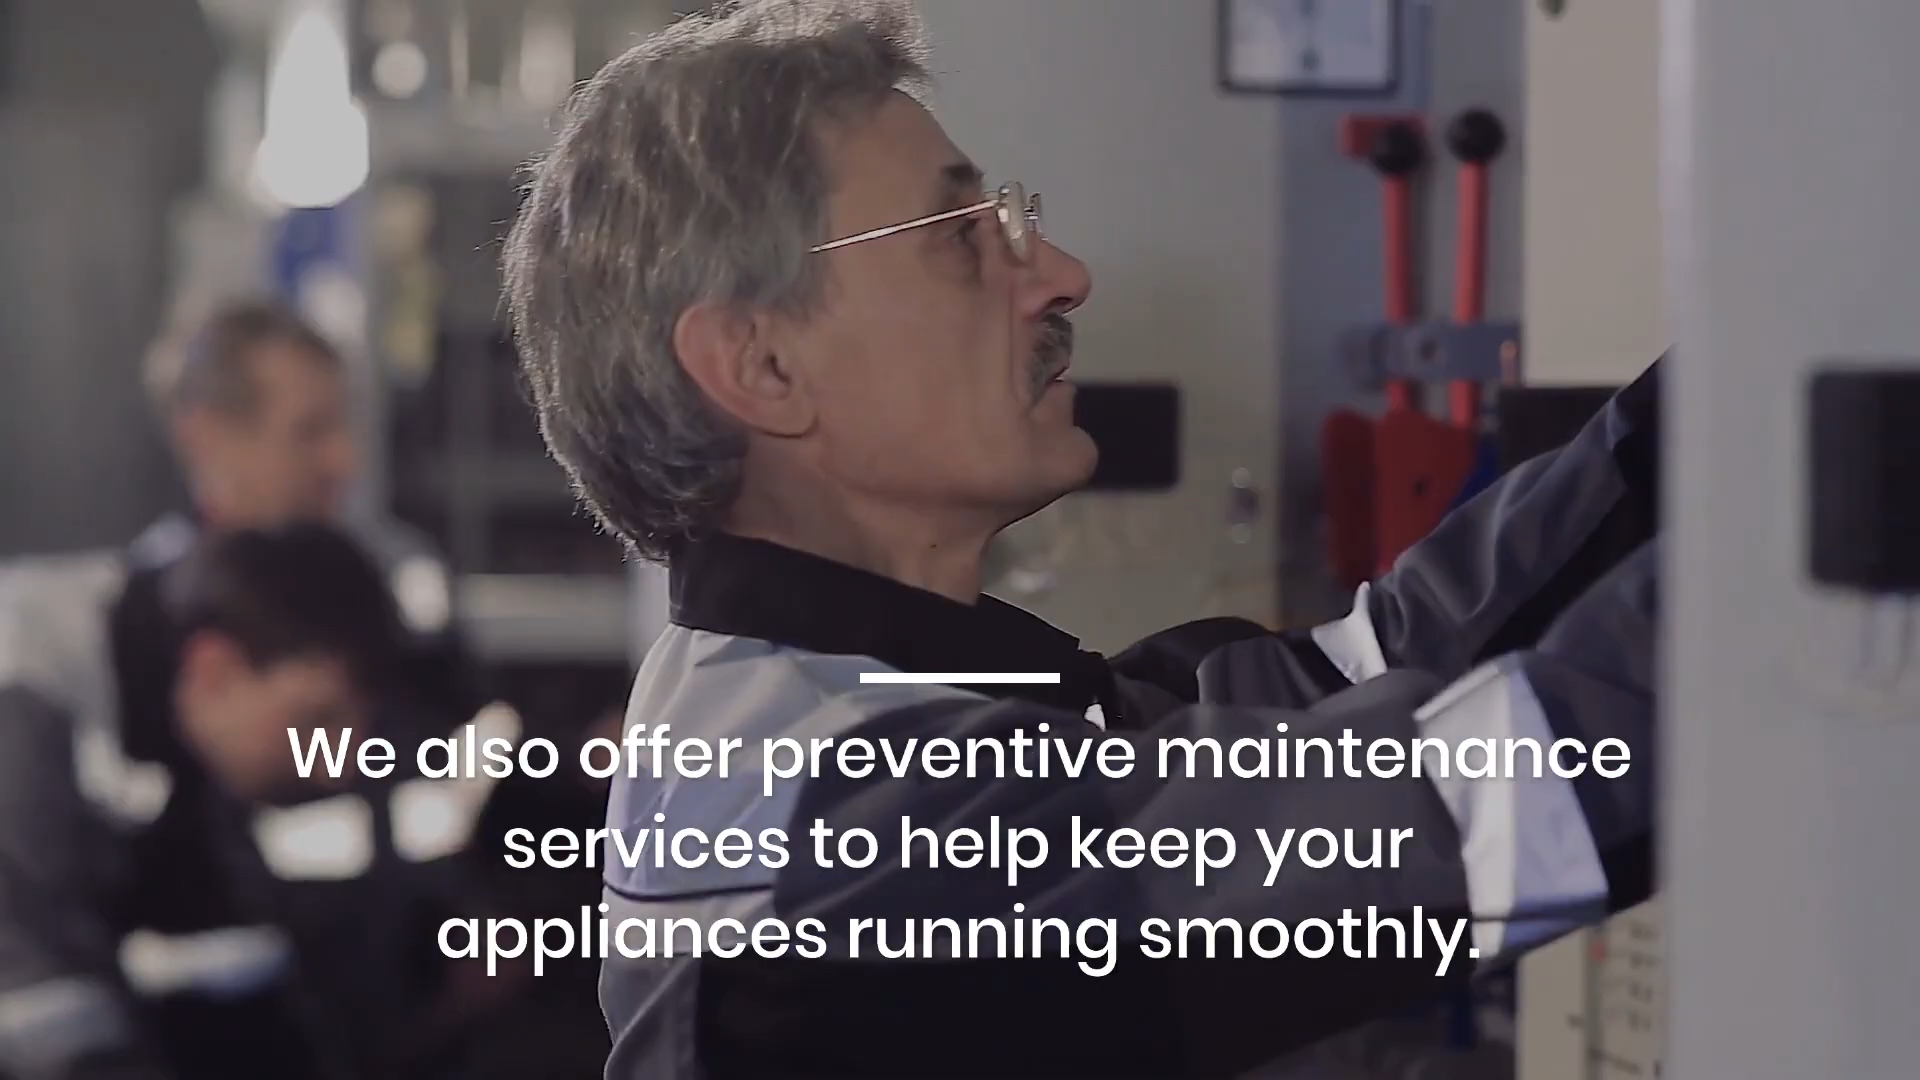 We also offer preventive maintenance
services to help keep your
appliances running smoothly.